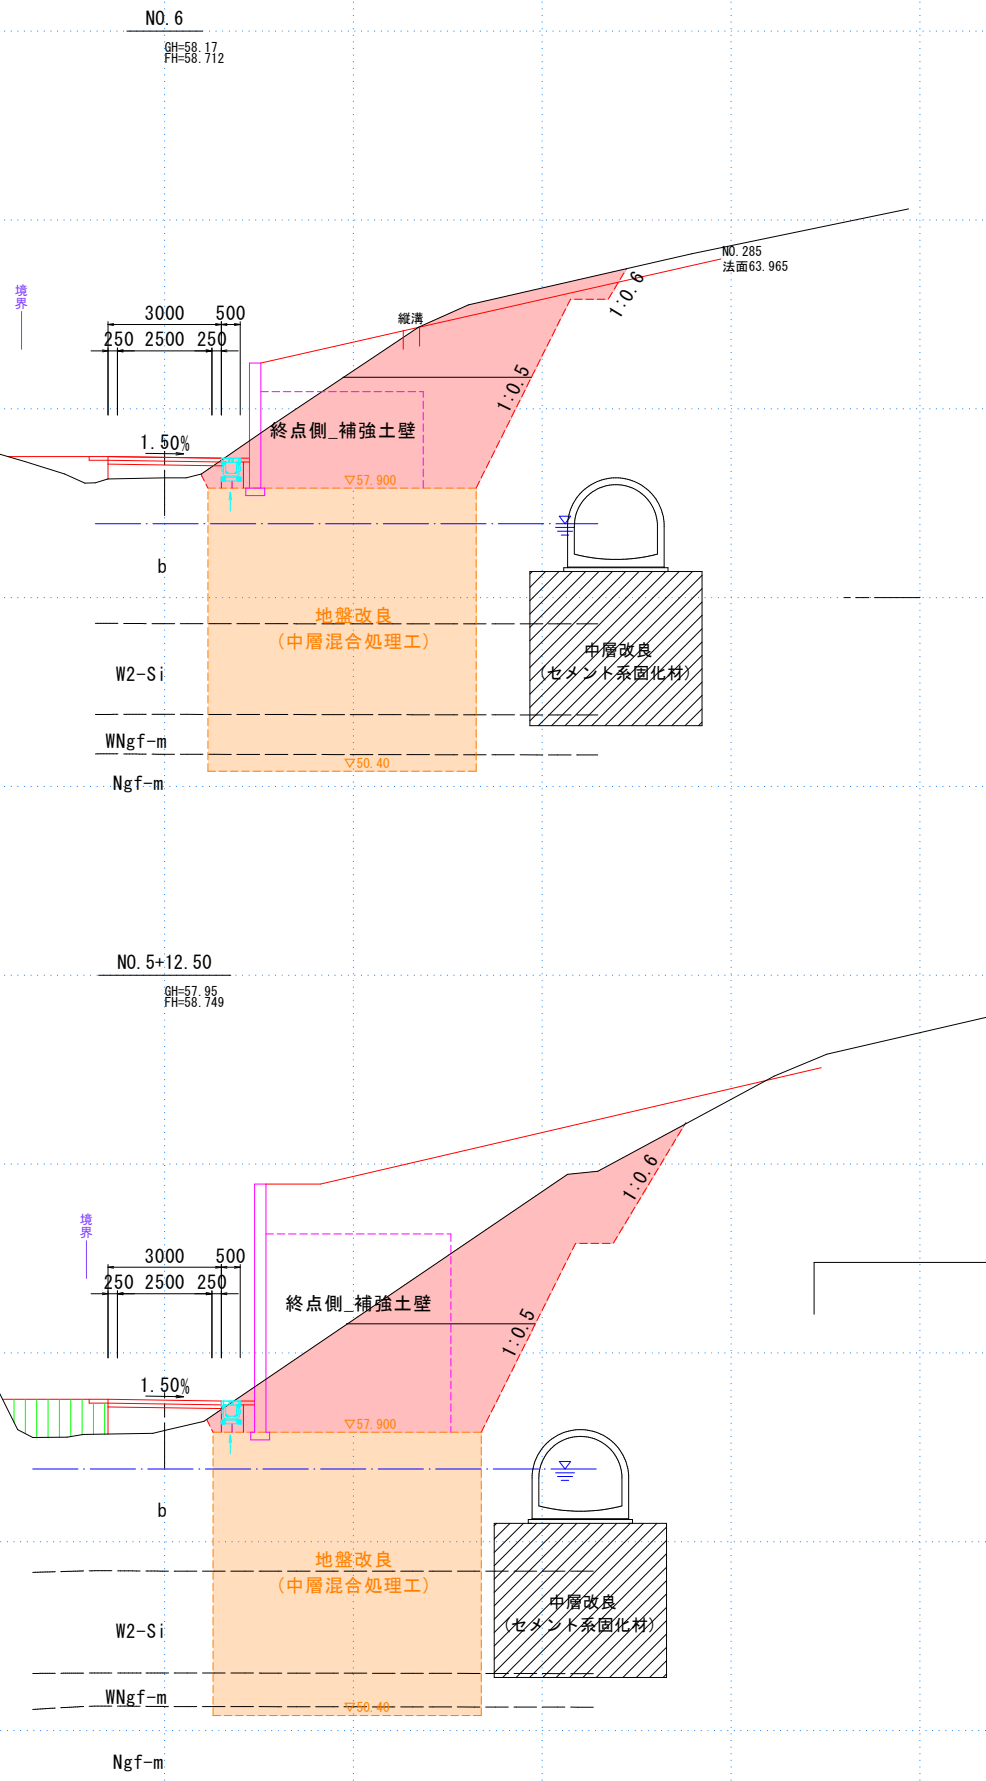 NO.6
GH=58.17
FH=58.712
NO.285
法面63.965
境界
1:0.6
3000 500
縦溝
250 2500 250
1:0.5
終点側_補強土壁
1.50%
▽57.900
b
地盤改良
(中層混合処理工)
中層改良
(セメント系固化材)
W2-Si
WNgf-m
▽50.40
Ngf-m
NO.5+12.50
GH=57.95
FH=58.749
1:0.6
境界
3000 500
250 2500 250
終点側_補強土壁
1:0.5
1.50%
▽57.900
b
地盤改良
(中層混合処理工)
中層改良
(セメント系固化材)
W2-Si
WNgf-m
▽50.40
Ngf-m